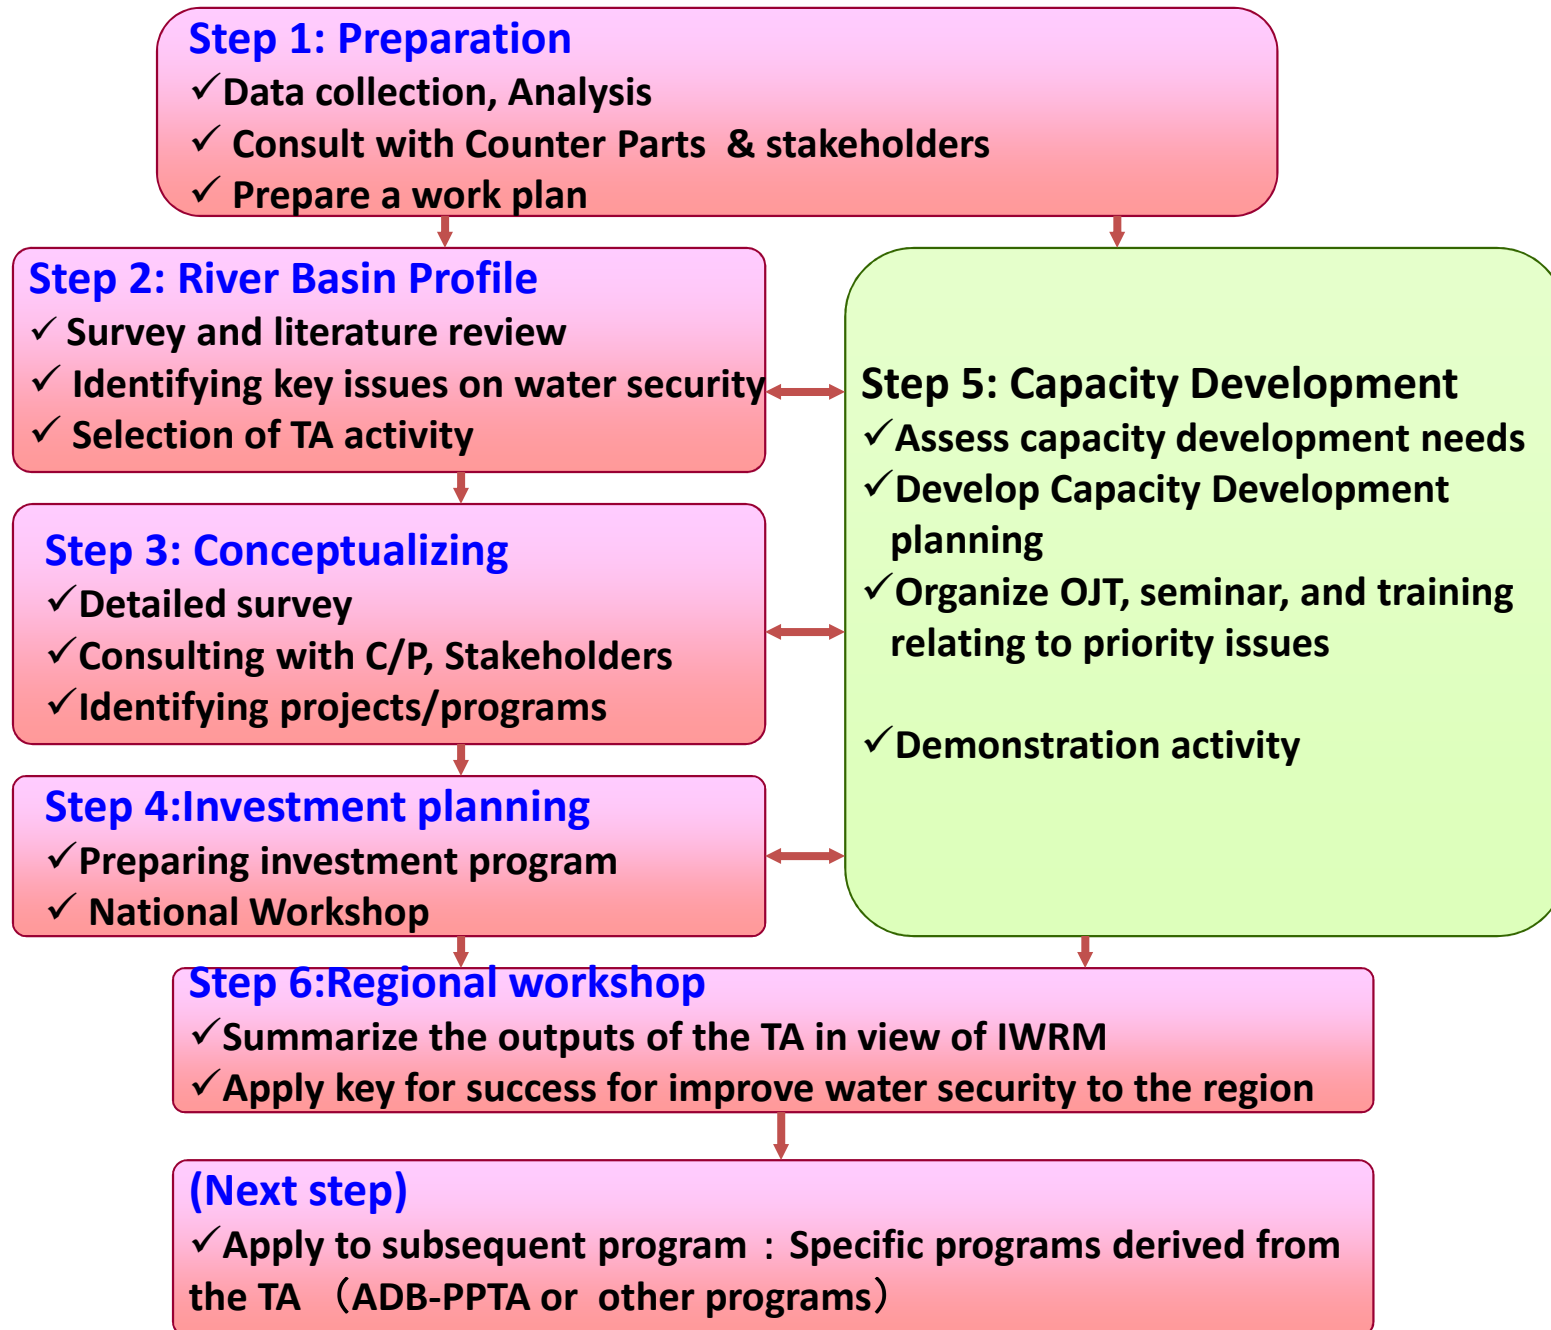 Step 1: Preparation
✓Data collection, Analysis
✓ Consult with Counter Parts & stakeholders
✓ Prepare a work plan
Step 2: River Basin Profile
✓ Survey and literature review
✓ Identifying key issues on water security
✓ Selection of TA activity
Step 3: Conceptualizing
✓Detailed survey
✓Consulting with C/P, Stakeholders
✓Identifying projects/programs
Step 4:Investment planning
✓Preparing investment program
✓ National Workshop
Step 5: Capacity Development
✓Assess capacity development needs
✓Develop Capacity Development
planning
✓Organize OJT, seminar, and training
relating to priority issues
✓Demonstration activity
Step 6:Regional workshop
✓Summarize the outputs of the TA in view of IWRM
✓Apply key for success for improve water security to the region
(Next step)
✓Apply to subsequent program：Specific programs derived from
the TA （ADB-PPTA or other programs）